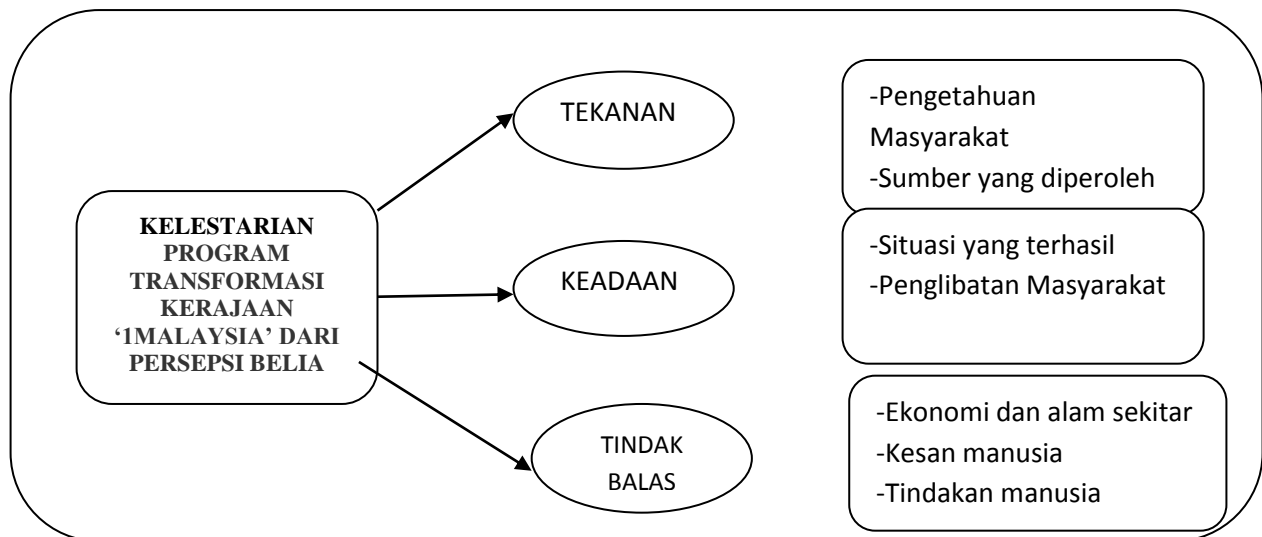 KELESTARIAN
PROGRAM
TRANSFORMASI
KERAJAAN
‘1MALAYSIA’ DARI
PERSEPSI BELIA
TEKANAN
-Pengetahuan
Masyarakat
-Sumber yang diperoleh
KEADAAN
-Situasi yang terhasil
-Penglibatan Masyarakat
TINDAK
BALAS
-Ekonomi dan alam sekitar
-Kesan manusia
-Tindakan manusia